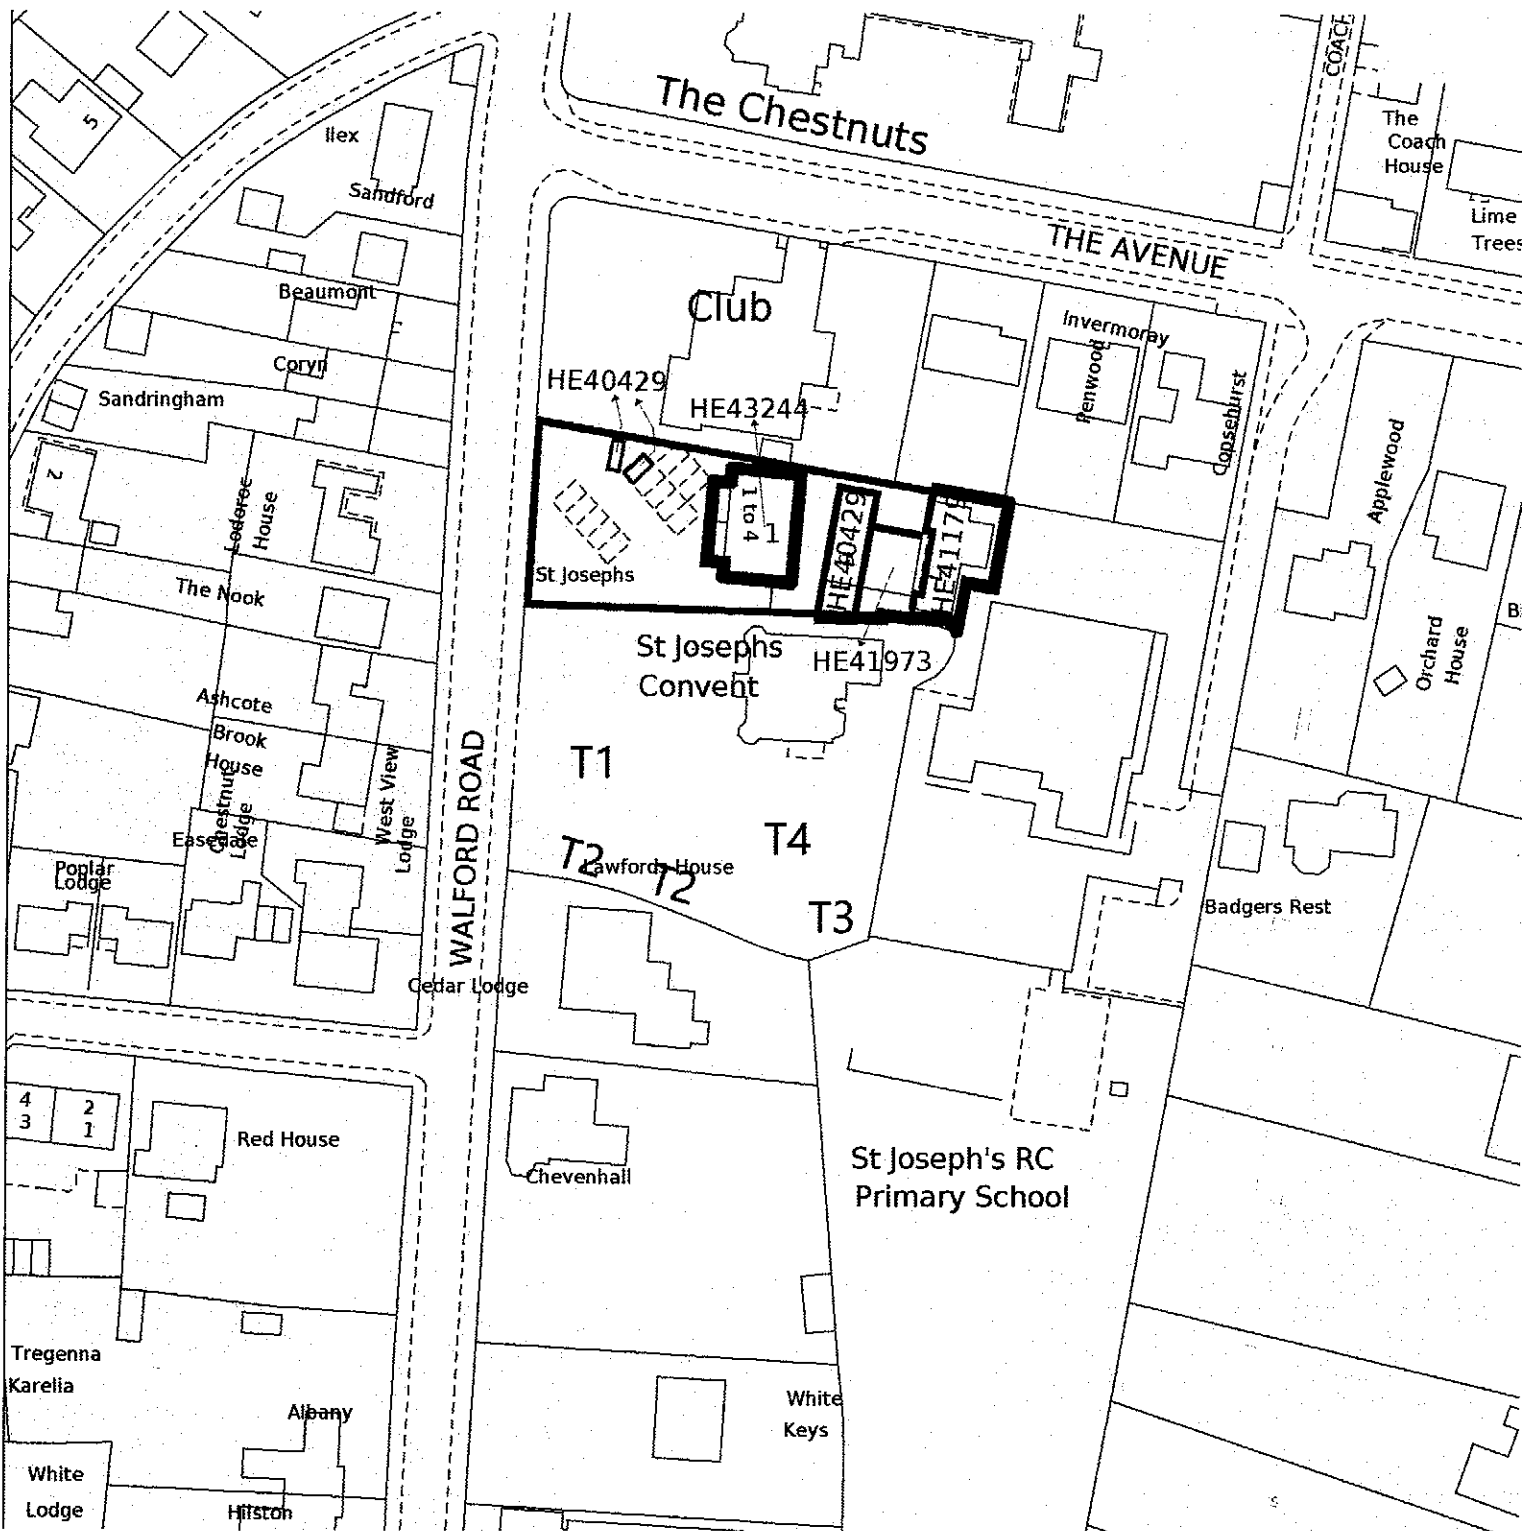 COACH
The Chestnuts
5
Ilex
Sandford
The
Coach
House
Lime
Trees
THE AVENUE
Beaumont
Club
Invermoray
Penwood
Copsehurst
Coryn
HE40429
HE43244
Sandringham
Applewood
2
Lodoroc
House
1 to 4
1
HE40429
HE41179
St Josephs
The Nook
St Josephs
Convent
HE41973
Orchard
House
Ashcote
Brook
House
Chestnut
Lodge
West View
Lodge
WALFORD ROAD
T1
T4
Easedale
T2
Lawfords House
T2
Poplar
Lodge
T3
Badgers Rest
Cedar Lodge
4
3
2
1
Red House
Chevenhall
St Joseph's RC
Primary School
Tregenna
Karelia
Albany
White
Keys
White
Lodge
Hilston